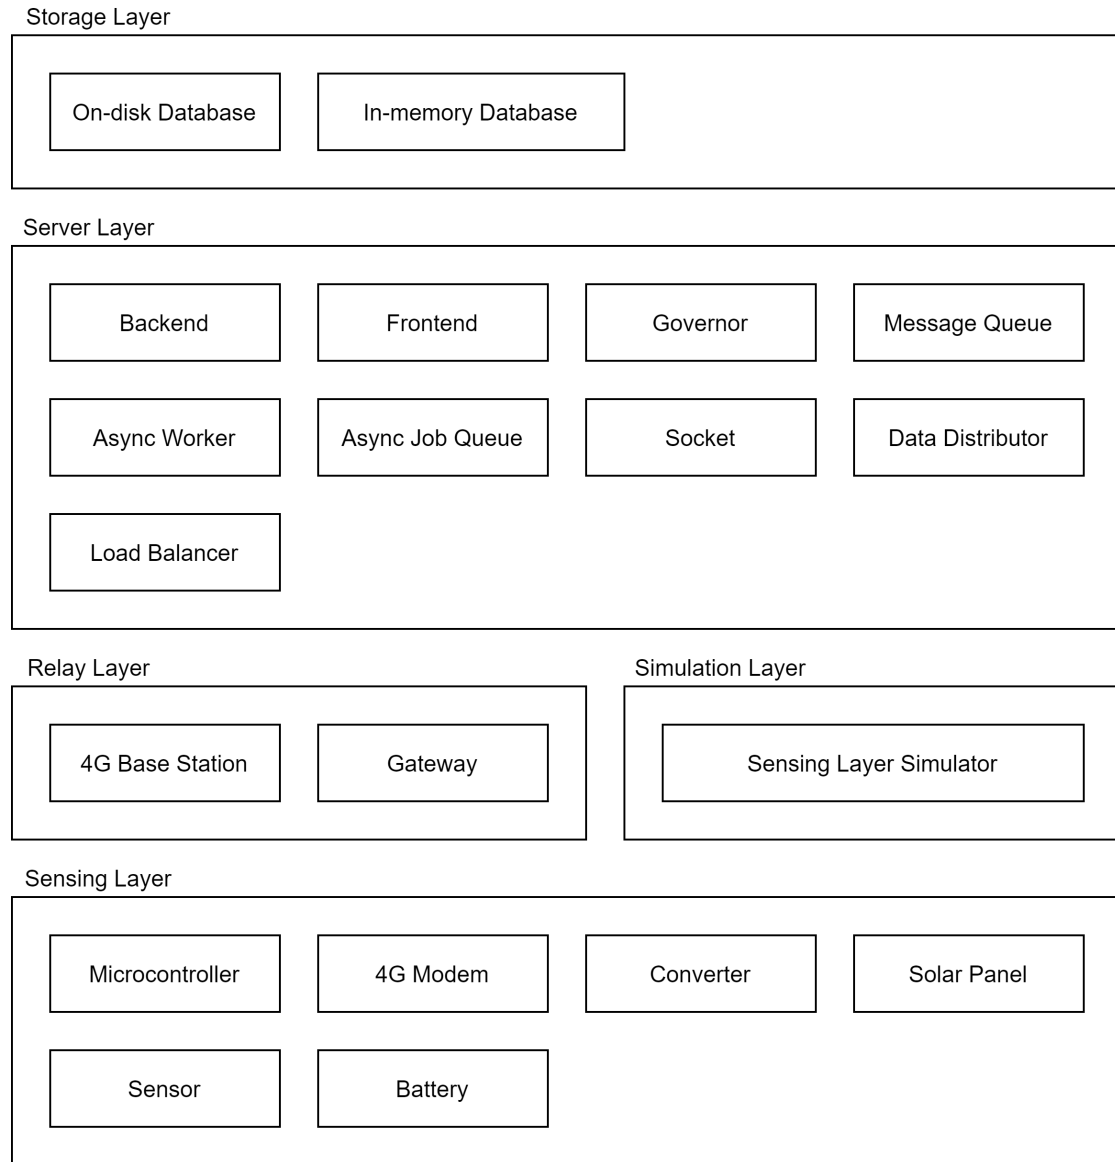 Storage Layer
On-disk Database
In-memory Database
Server Layer
Backend
Frontend
Governor
Message Queue
Async Worker
Async Job Queue
Socket
Data Distributor
Load Balancer
Relay Layer
4G Base Station
Gateway
Simulation Layer
Sensing Layer Simulator
Sensing Layer
Microcontroller
4G Modem
Converter
Solar Panel
Sensor
Battery